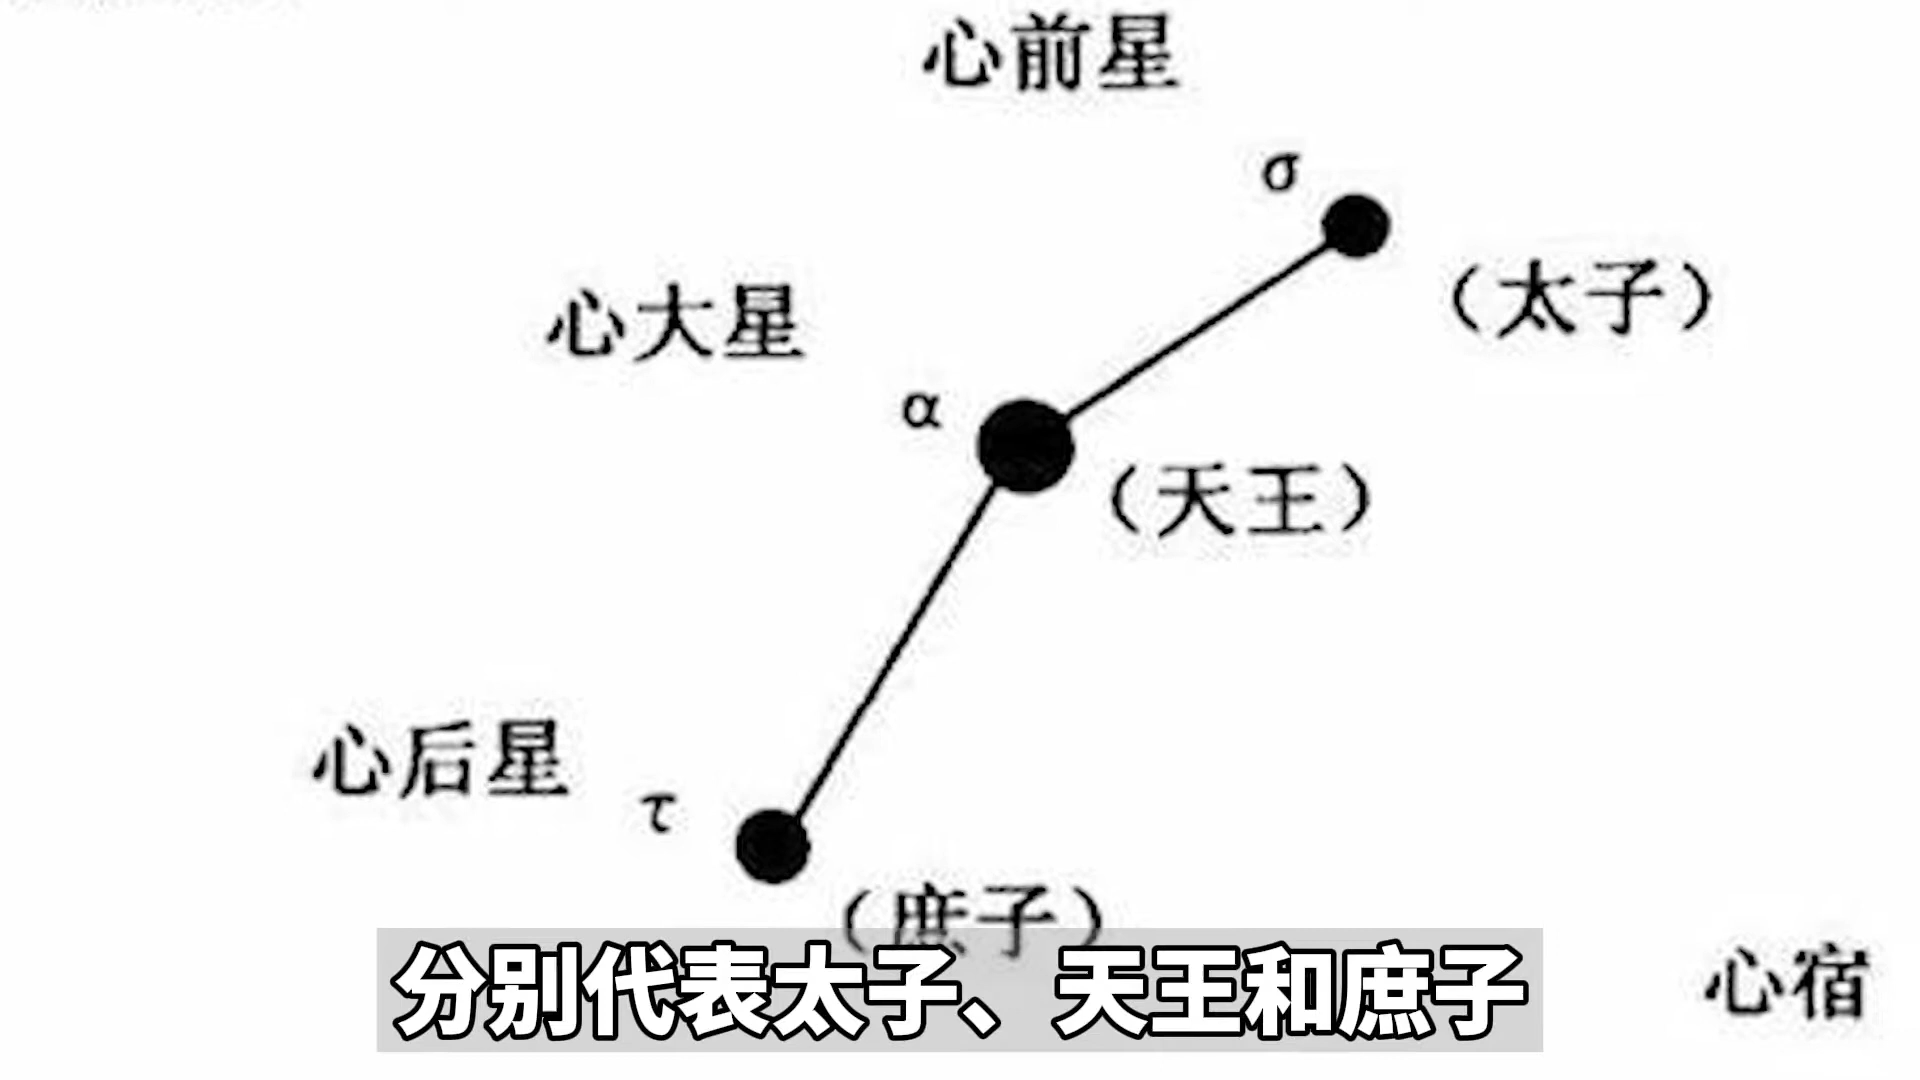 心前星
σ
（太子）
心大星
α
（天王）
心后星
τ
（庶子）
分别代表太子、天王和庶子
心宿